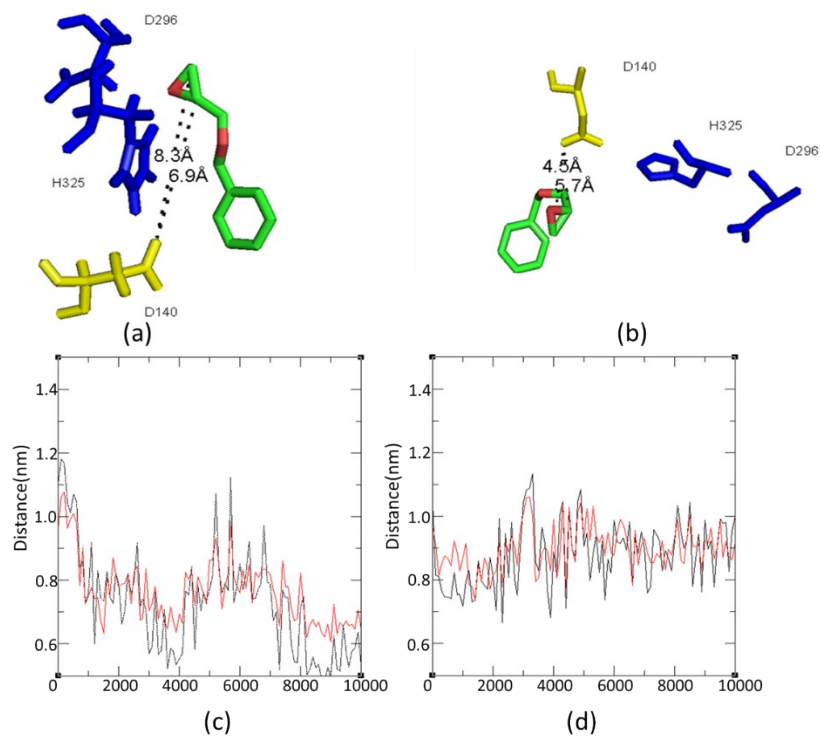 D296
8.3Å
6.9Å
H325
D140
(a)
D140
H325
D296
4.5Å
5.7Å
(b)
Distance(nm)
1.4
1.2
1.0
0.8
0.6
0
2000
4000
6000
8000
10000
(c)
Distance(nm)
1.4
1.2
1.0
0.8
0.6
0
2000
4000
6000
8000
10000
(d)